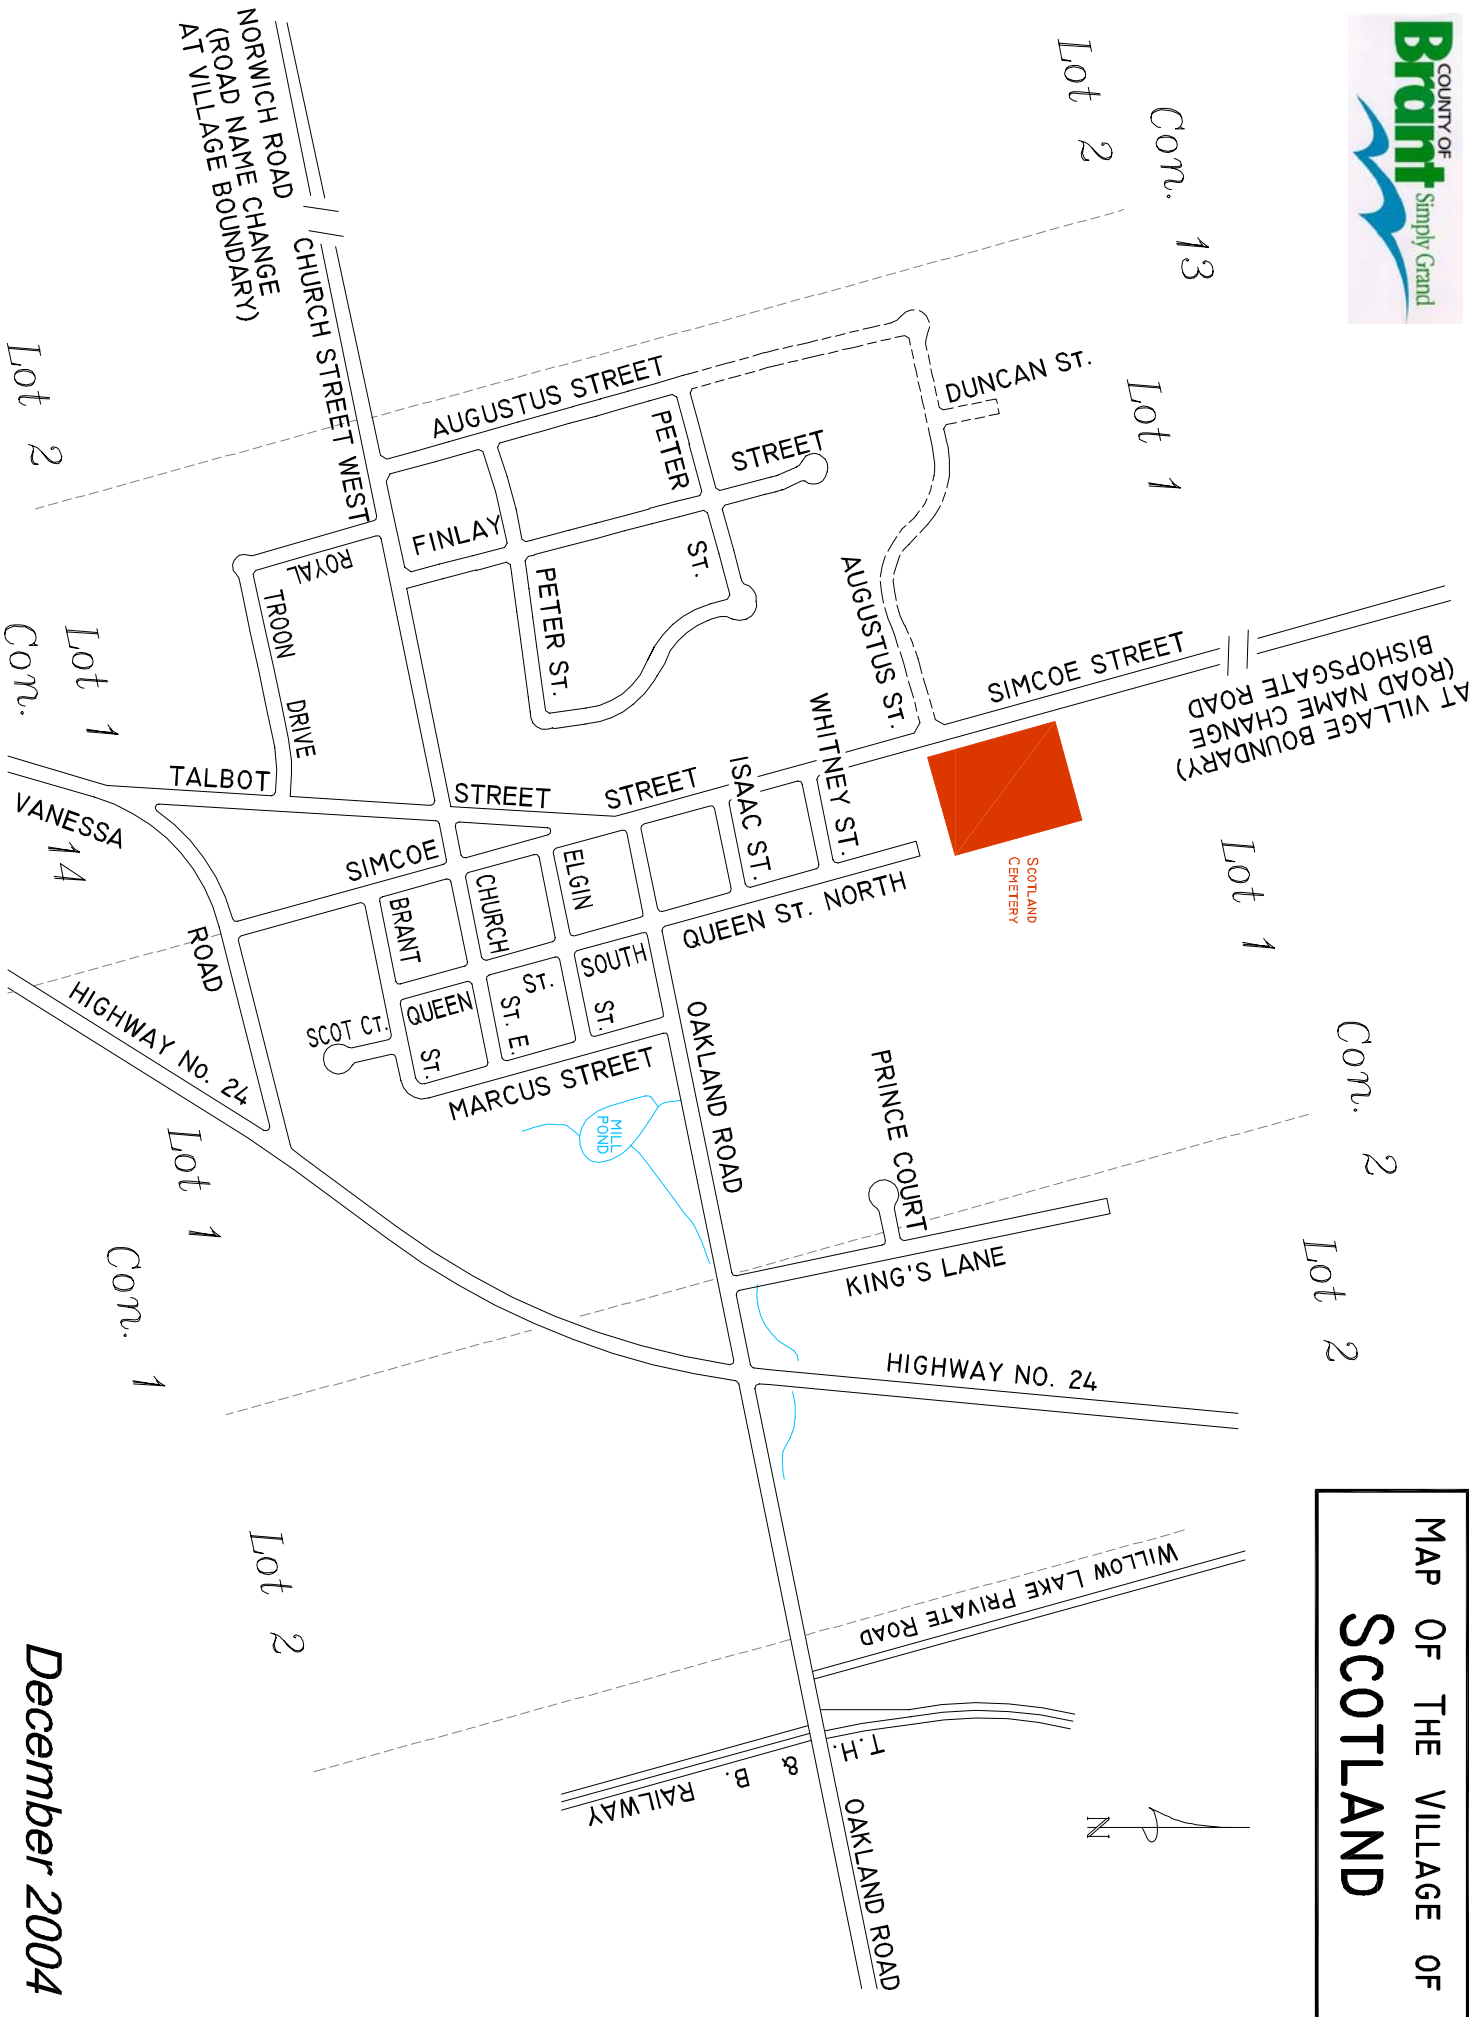 COUNTY OF
Brant
Simply Grand
MAP OF THE VILLAGE OF
SCOTLAND
Lot 2
Con. 13
Lot 1
Lot 1
Con. 2
Lot 2
NORWICH ROAD
(ROAD NAME CHANGE
AT VILLAGE BOUNDARY)
CHURCH STREET WEST
AUGUSTUS STREET
DUNCAN ST.
PETER
STREET
ST.
FINLAY
PETER ST.
AUGUSTUS ST.
SIMCOE STREET
BISHOPSGATE ROAD
(ROAD NAME CHANGE
AT VILLAGE BOUNDARY)
WHITNEY ST.
ISAAC ST.
SCOTLAND
CEMETERY
QUEEN ST. NORTH
ROYAL
TROON
DRIVE
TALBOT
STREET
STREET
SIMCOE
VANESSA
ROAD
ELGIN
ST.
CHURCH
ST. E.
BRANT
ST.
SOUTH
ST.
QUEEN
SCOT CT.
MARCUS STREET
MILL
POND
OAKLAND ROAD
PRINCE COURT
KING'S LANE
HIGHWAY No. 24
HIGHWAY NO. 24
WILLOW LAKE PRIVATE ROAD
T.H. & B. RAILWAY
OAKLAND ROAD
N
Lot 2
Lot 1
Con. 14
Lot 1
Con. 1
Lot 2
December 2004